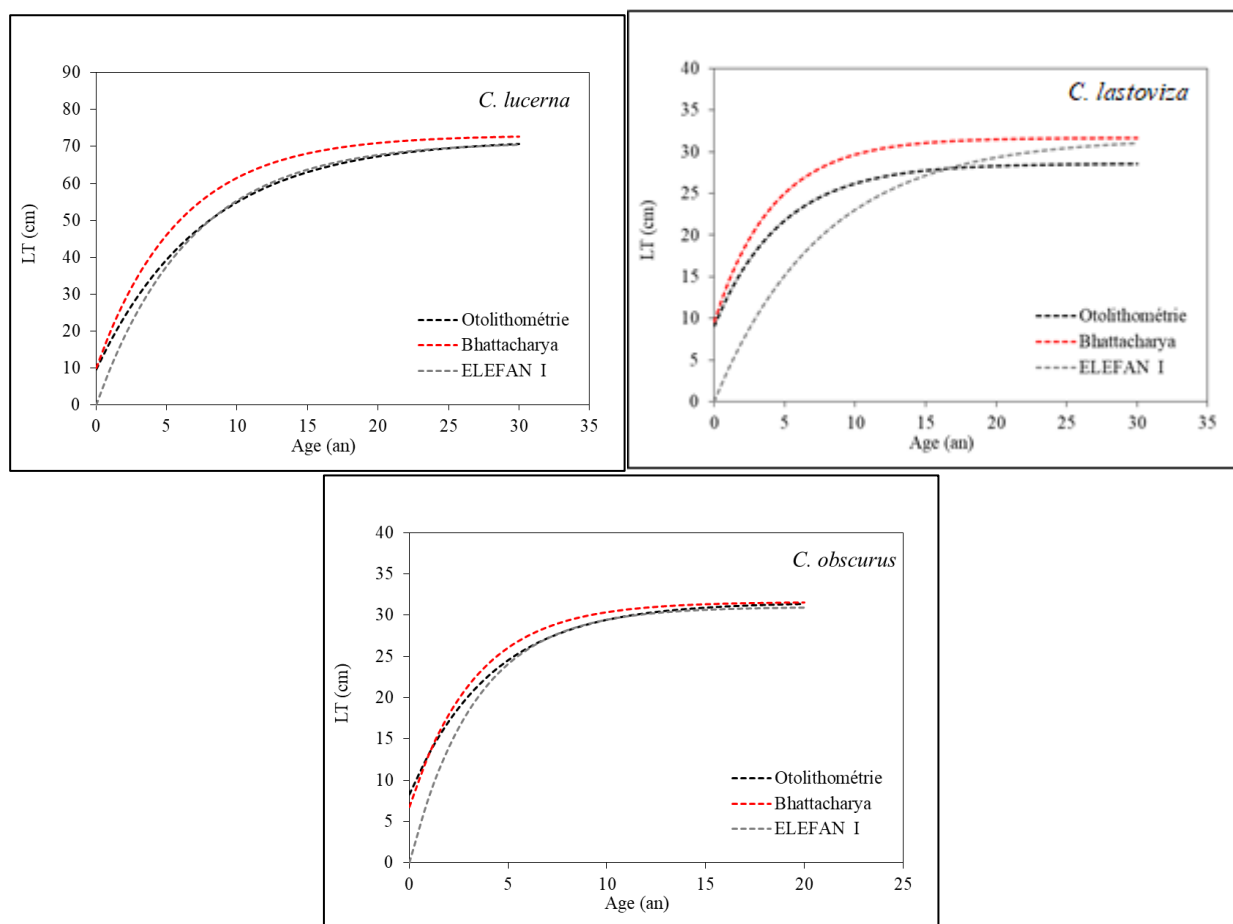 C. lucerna
90
80
70
60
50
40
30
20
10
0
LT (cm)
Otolithométrie
Bhattacharya
ELEFAN I
0 5 10 15 20 25 30 35
Age (an)
C. lastoviza
40
35
30
25
20
15
10
5
0
LT (cm)
Otolithométrie
Bhattacharya
ELEFAN I
0 5 10 15 20 25 30 35
Age (an)
C. obscurus
40
35
30
25
20
15
10
5
0
LT (cm)
Otolithométrie
Bhattacharya
ELEFAN I
0 5 10 15 20 25
Age (an)